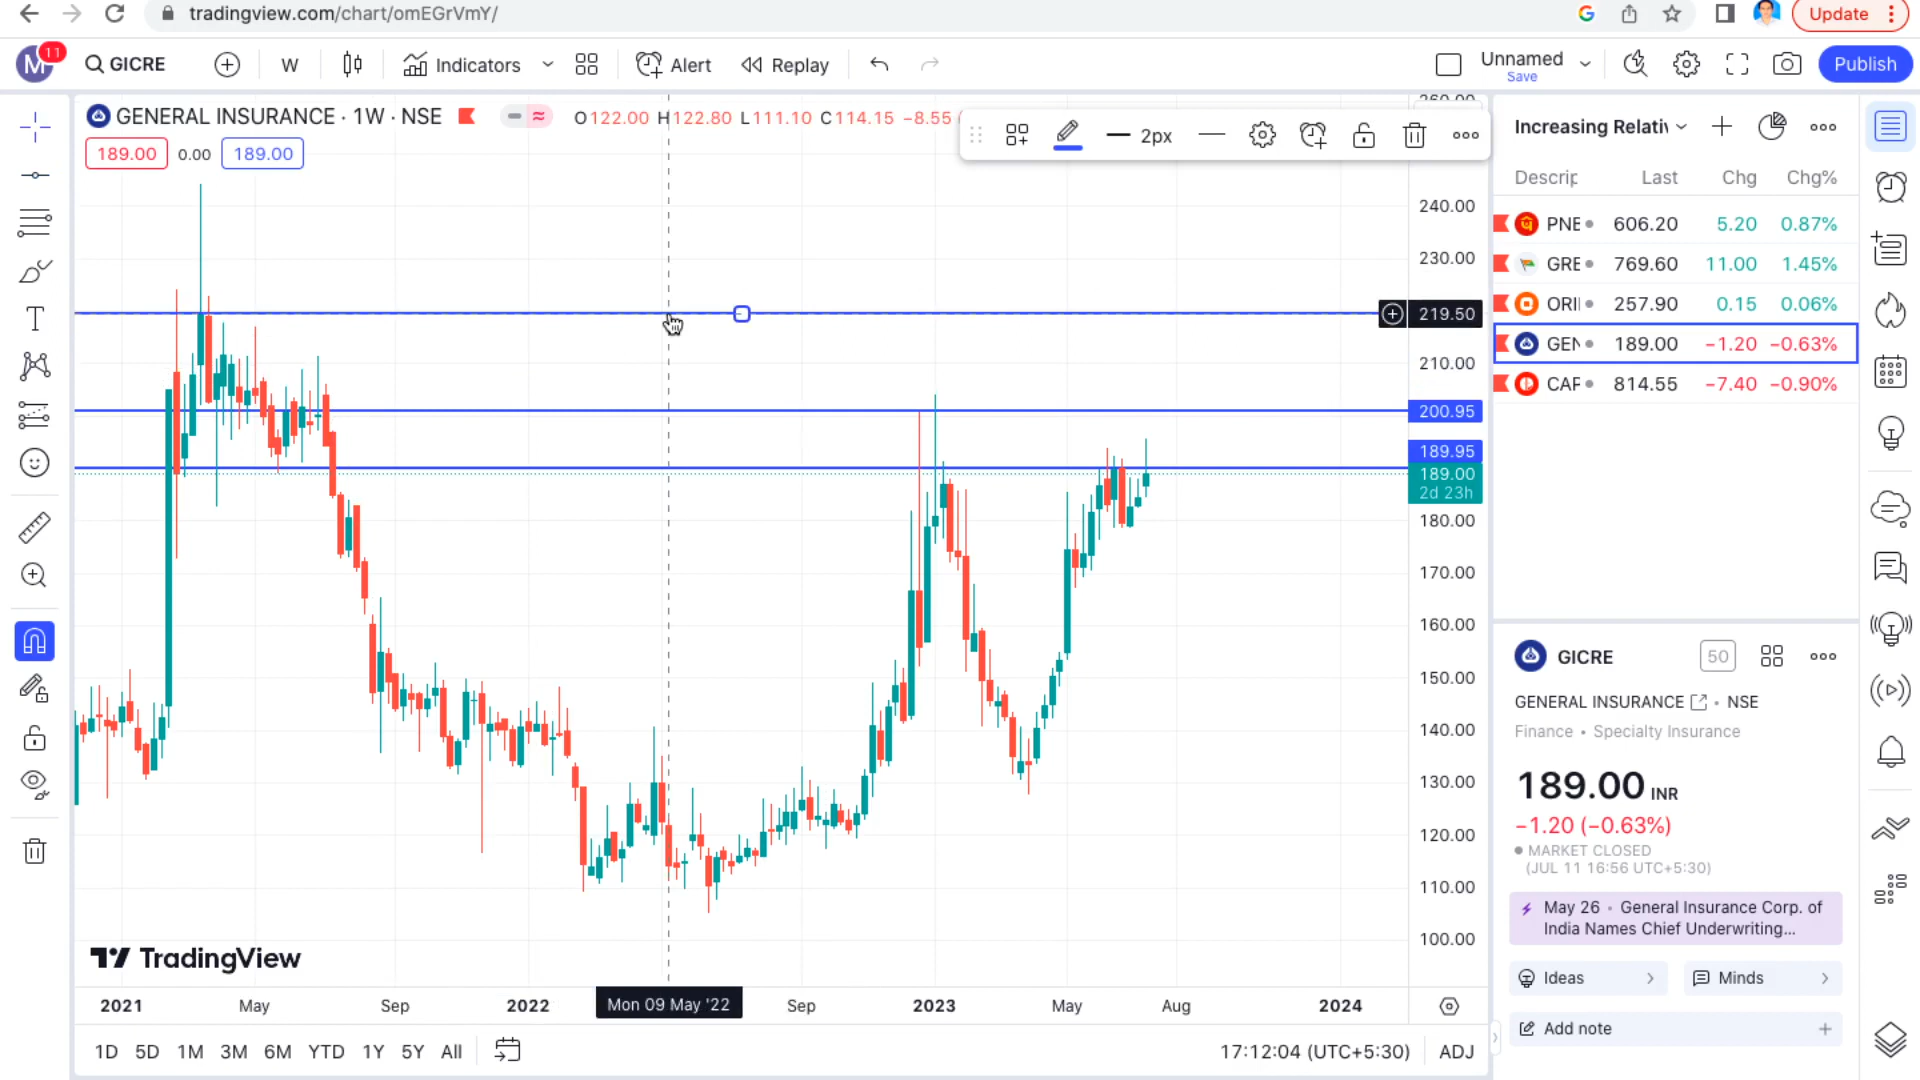 tradingview.com/chart/omEGrVmY/
Update
M
11
GICRE
W
Indicators
Alert
Replay
Unnamed
Save
Publish
GENERAL INSURANCE · 1W · NSE
O122.00 H122.80 L111.10 C114.15 −8.55
189.00 0.00 189.00
2px
240.00
230.00
219.50
210.00
200.95
189.95
189.00
2d 23h
180.00
170.00
160.00
150.00
140.00
130.00
120.00
110.00
100.00
TradingView
2021 May Sep 2022 Mon 09 May '22 Sep 2023 May Aug 2024
1D 5D 1M 3M 6M YTD 1Y 5Y All
17:12:04 (UTC+5:30) ADJ
Increasing Relativ
Descrip Last Chg Chg%
PNB 606.20 5.20 0.87%
GRE 769.60 11.00 1.45%
ORI 257.90 0.15 0.06%
GEN 189.00 −1.20 −0.63%
CAP 814.55 −7.40 −0.90%
GICRE
50
GENERAL INSURANCE • NSE
Finance • Specialty Insurance
189.00 INR
−1.20 (−0.63%)
MARKET CLOSED
(JUL 11 16:56 UTC+5:30)
May 26 • General Insurance Corp. of
India Names Chief Underwriting...
Ideas
Minds
Add note